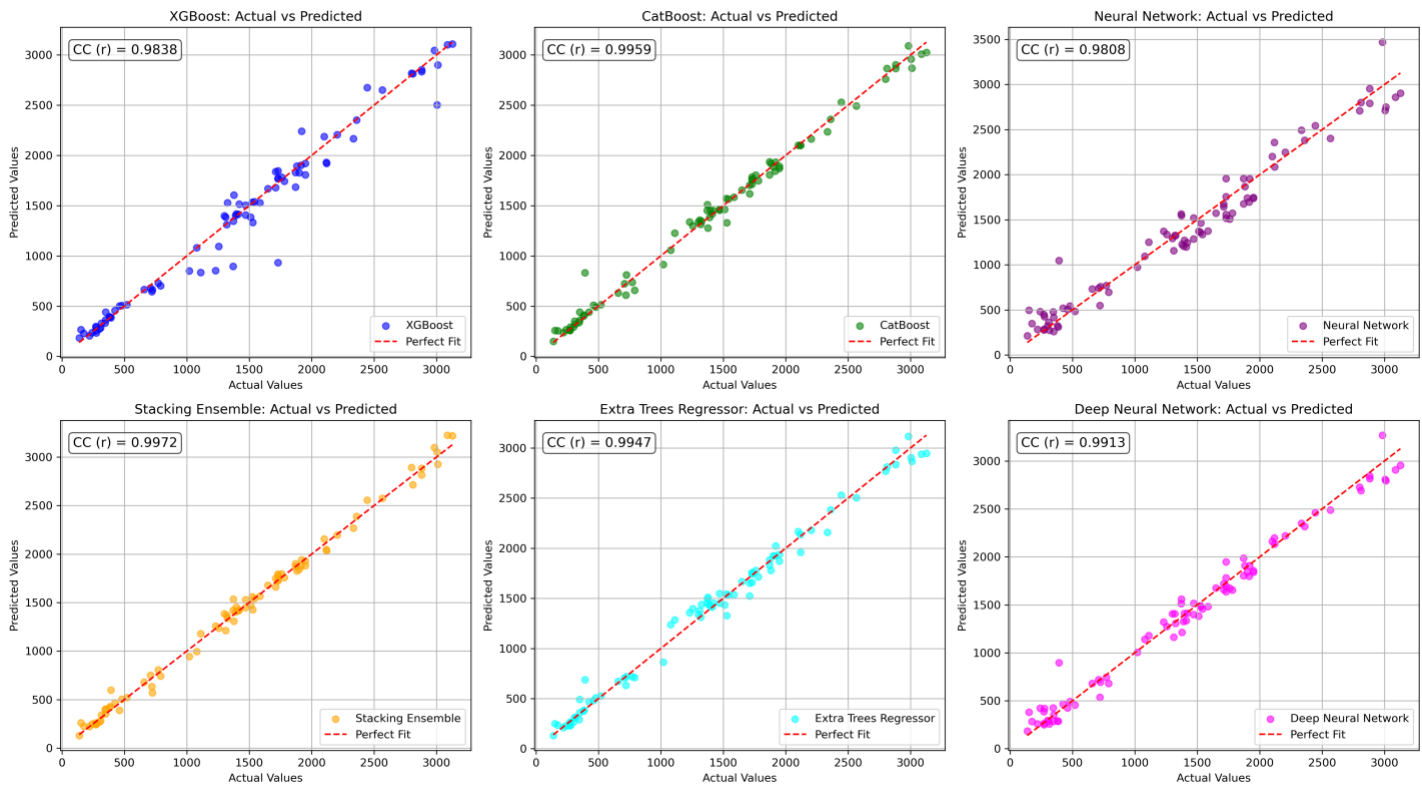 XGBoost: Actual vs Predicted
CC (r) = 0.9838
Predicted Values
3000
2500
2000
1500
1000
500
0
0 500 1000 1500 2000 2500 3000
Actual Values
XGBoost
Perfect Fit
CatBoost: Actual vs Predicted
CC (r) = 0.9959
Predicted Values
3000
2500
2000
1500
1000
500
0
0 500 1000 1500 2000 2500 3000
Actual Values
CatBoost
Perfect Fit
Neural Network: Actual vs Predicted
CC (r) = 0.9808
Predicted Values
3500
3000
2500
2000
1500
1000
500
0
0 500 1000 1500 2000 2500 3000
Actual Values
Neural Network
Perfect Fit
Stacking Ensemble: Actual vs Predicted
CC (r) = 0.9972
Predicted Values
3000
2500
2000
1500
1000
500
0
0 500 1000 1500 2000 2500 3000
Actual Values
Stacking Ensemble
Perfect Fit
Extra Trees Regressor: Actual vs Predicted
CC (r) = 0.9947
Predicted Values
3000
2500
2000
1500
1000
500
0
0 500 1000 1500 2000 2500 3000
Actual Values
Extra Trees Regressor
Perfect Fit
Deep Neural Network: Actual vs Predicted
CC (r) = 0.9913
Predicted Values
3000
2500
2000
1500
1000
500
0
0 500 1000 1500 2000 2500 3000
Actual Values
Deep Neural Network
Perfect Fit